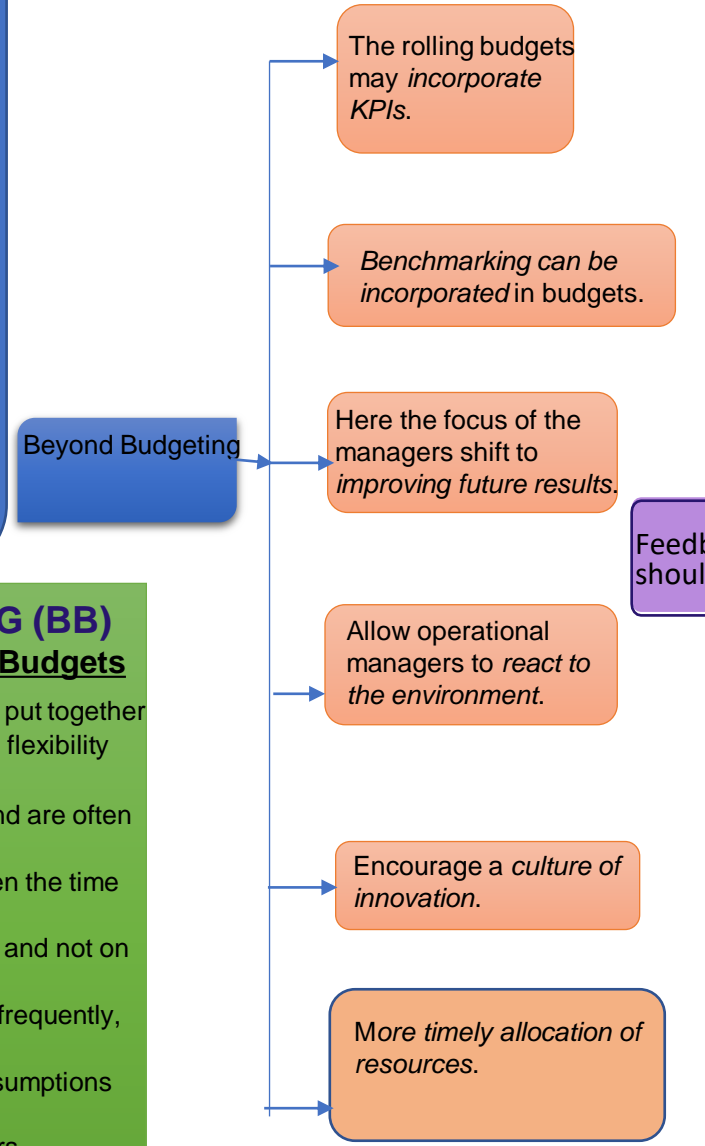 The rolling budgets
may incorporate
KPIs.
Benchmarking can be
incorporated in budgets.
Beyond Budgeting
Here the focus of the
managers shift to
improving future results.
Allow operational
managers to react to
the environment.
Encourage a culture of
innovation.
More timely allocation of
resources.
G (BB)
Budgets
put together
flexibility
nd are often
en the time
and not on
frequently,
sumptions